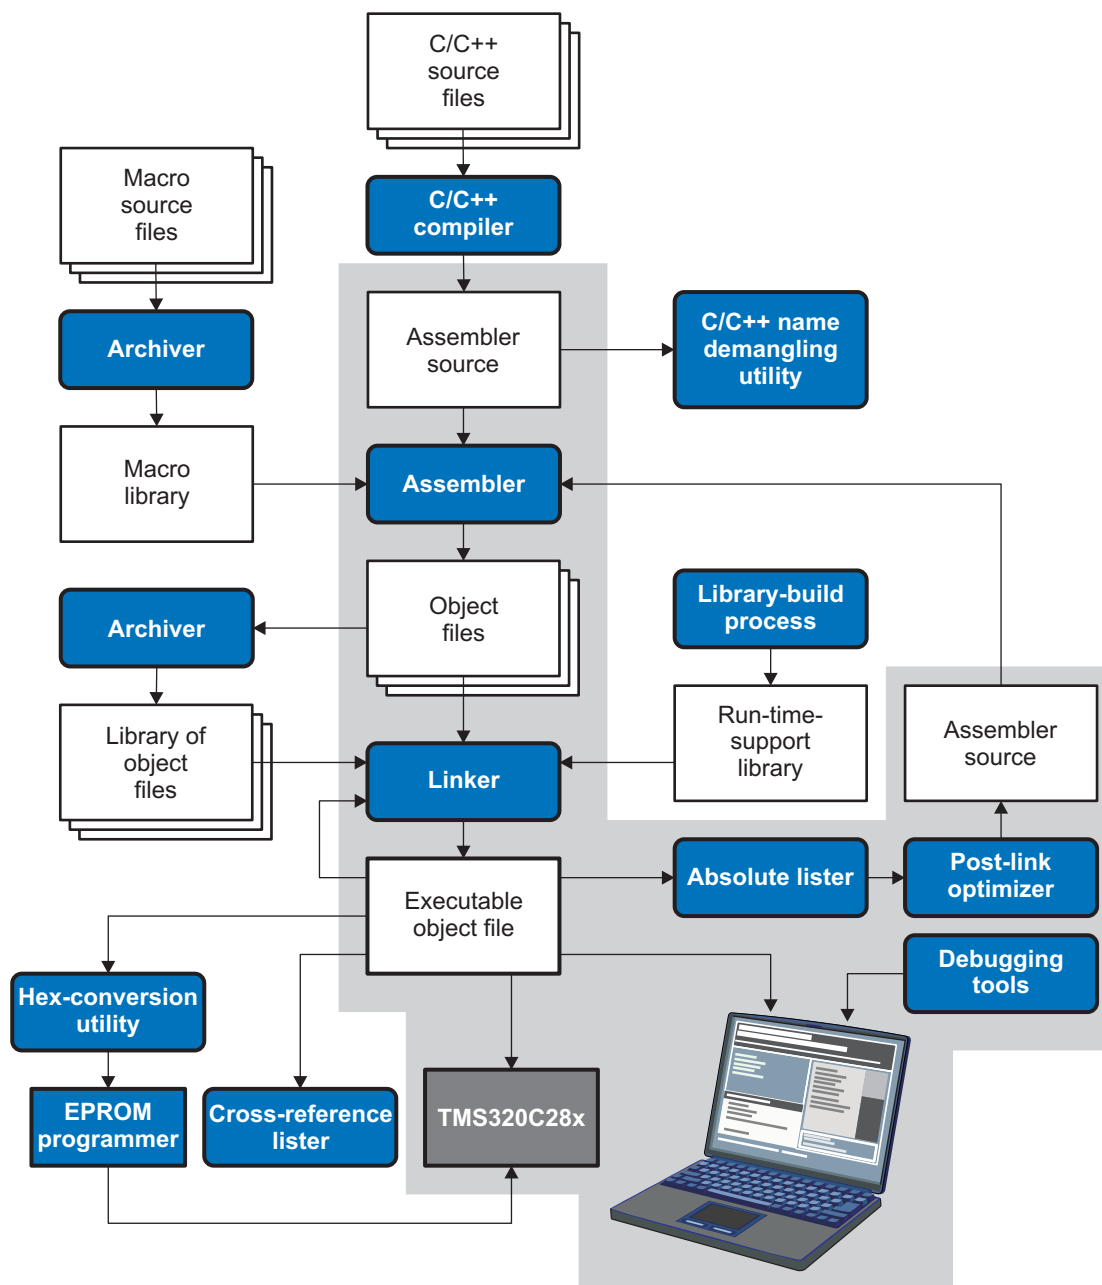 C/C++
source
files
Macro
source
files
C/C++
compiler
Archiver
Assembler
source
C/C++ name
demangling
utility
Macro
library
Assembler
Archiver
Object
files
Library-build
process
Library of
object
files
Linker
Run-time-
support
library
Assembler
source
Executable
object file
Absolute lister
Post-link
optimizer
Debugging
tools
Hex-conversion
utility
EPROM
programmer
Cross-reference
lister
TMS320C28x